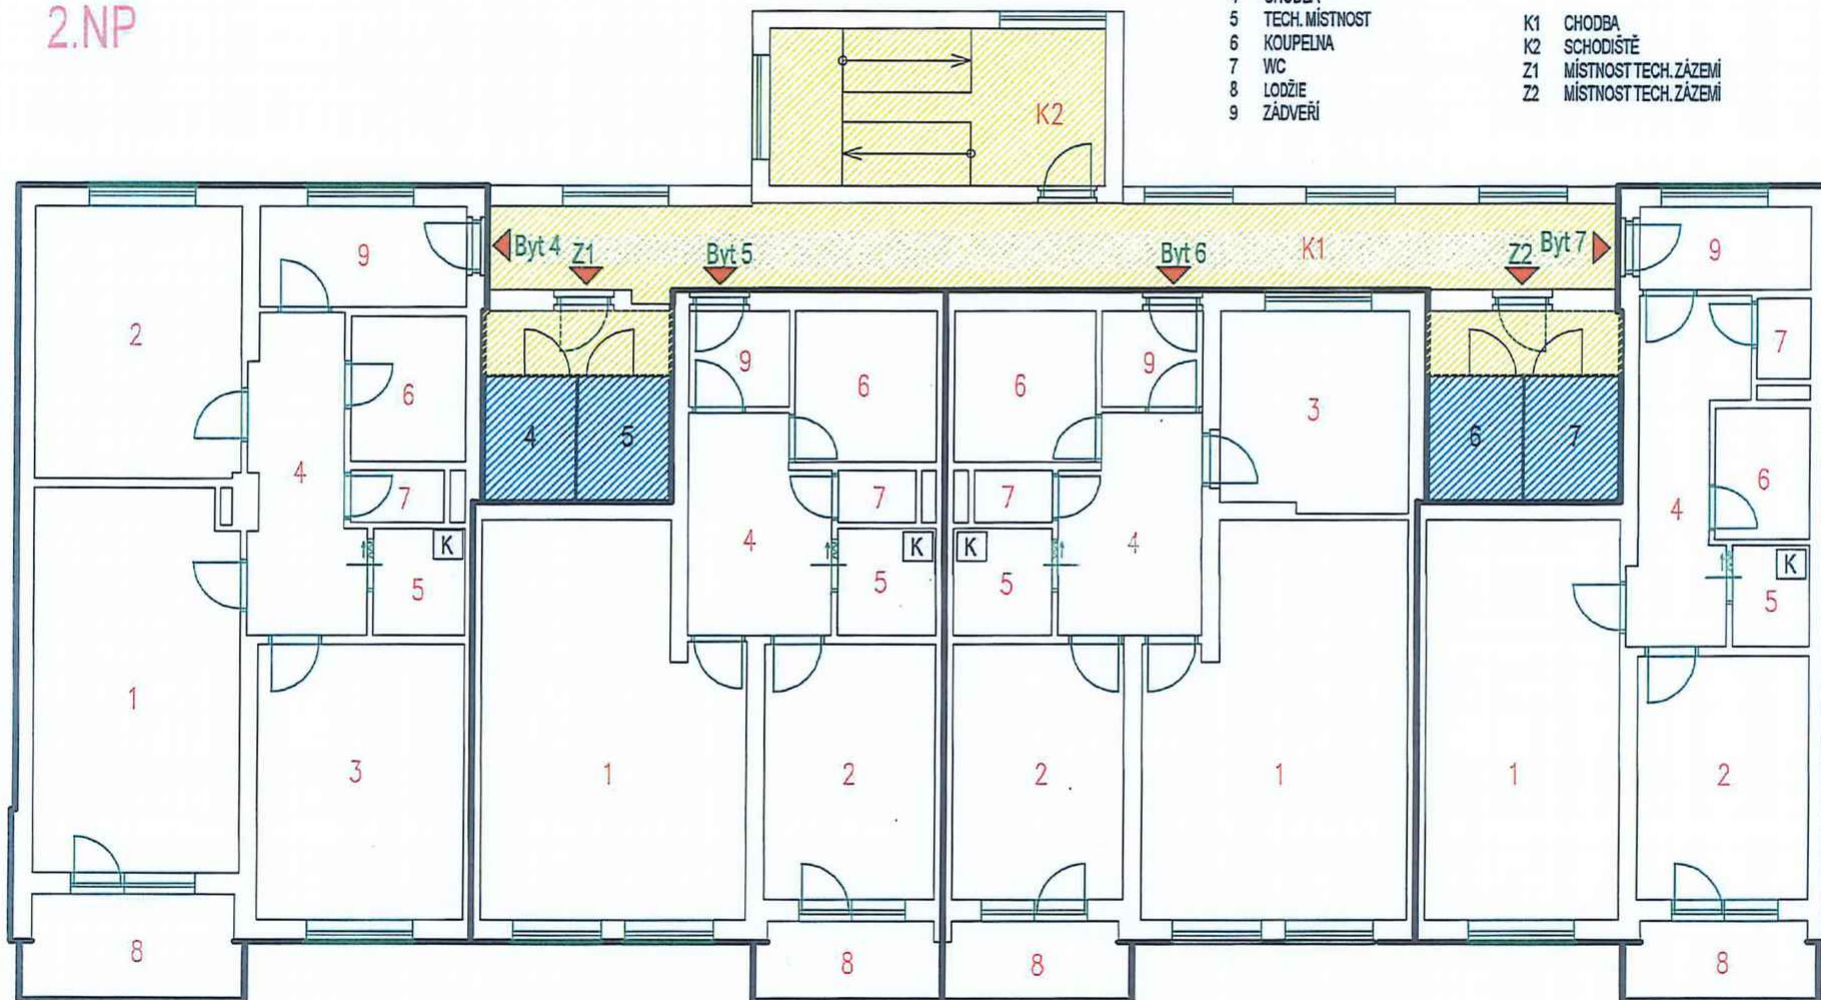 2.NP
4 CHODBA
5 TECH. MÍSTNOST
6 KOUPELNA
7 WC
8 LODŽIE
9 ZÁDVEŘÍ
K1 CHODBA
K2 SCHODIŠTĚ
Z1 MÍSTNOST TECH. ZÁZEMÍ
Z2 MÍSTNOST TECH. ZÁZEMÍ
K2
Byt 4 Z1 Byt 5 Byt 6 K1 Z2 Byt 7
9 9
2 6 9 6 6 9 3 7
4 4 5 6 7 6
7 7 7 4
K 4 K K 4 K
5 5 5 5
1
3 1 2 2 1 1 2
8 8 8 8